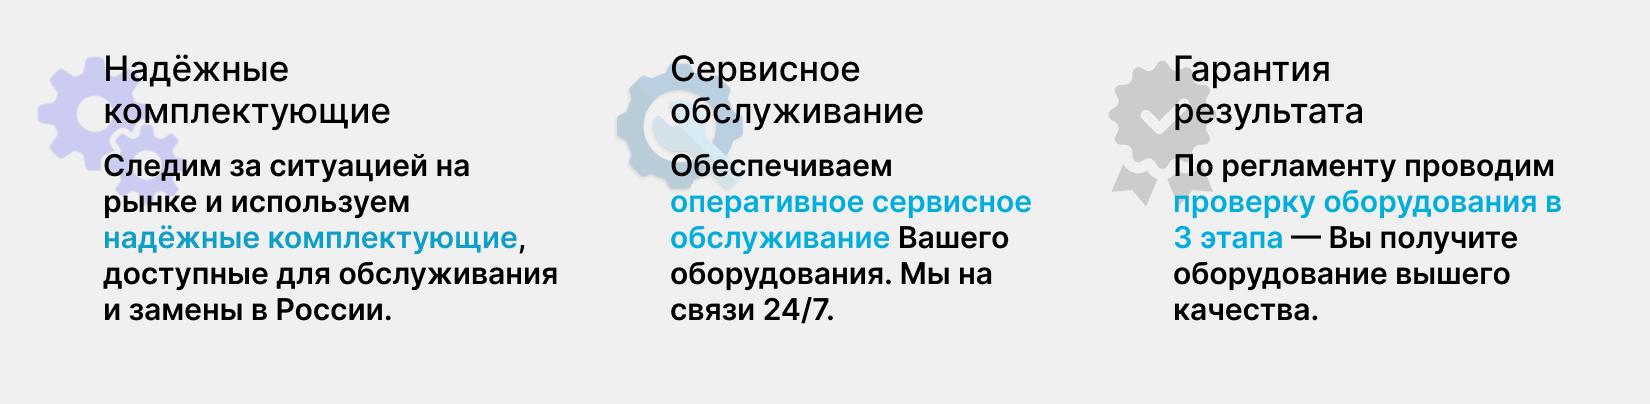 Надёжные
комплектующие
Следим за ситуацией на
рынке и используем
надёжные комплектующие,
доступные для обслуживания
и замены в России.
Сервисное
обслуживание
Обеспечиваем
оперативное сервисное
обслуживание Вашего
оборудования. Мы на
связи 24/7.
Гарантия
результата
По регламенту проводим
проверку оборудования в
3 этапа — Вы получите
оборудование вышего
качества.